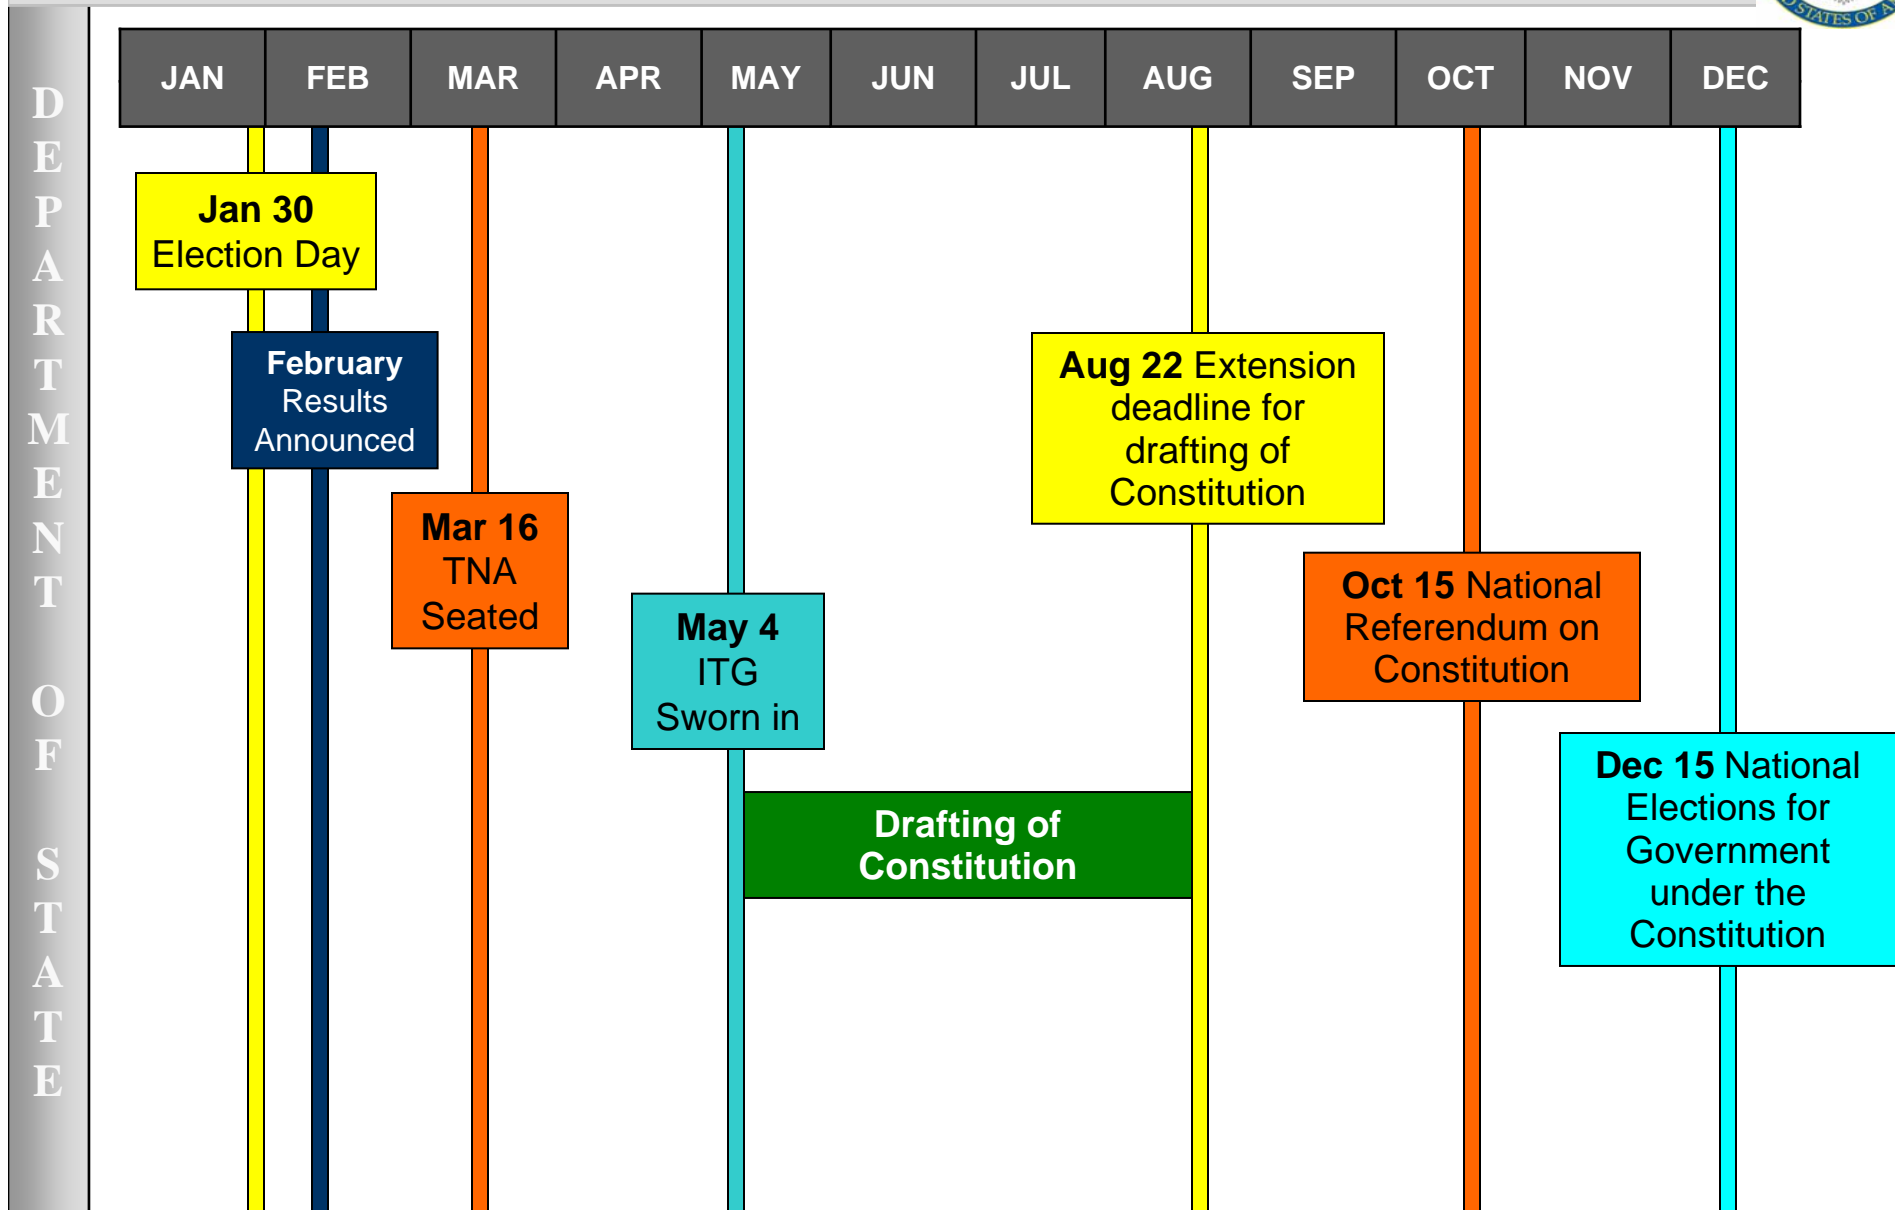 STATES OF
JAN FEB MAR APR MAY JUN JUL AUG SEP OCT NOV DEC
DEPARTMENT OF STATE
Jan 30
Election Day
February
Results
Announced
Mar 16
TNA
Seated
May 4
ITG
Sworn in
Drafting of
Constitution
Aug 22 Extension
deadline for
drafting of
Constitution
Oct 15 National
Referendum on
Constitution
Dec 15 National
Elections for
Government
under the
Constitution